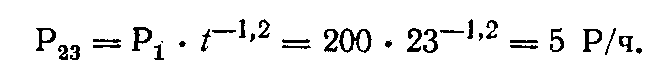 P₂₃ = P₁ · t⁻¹,² = 200 · 23⁻¹,² = 5 Р/ч.